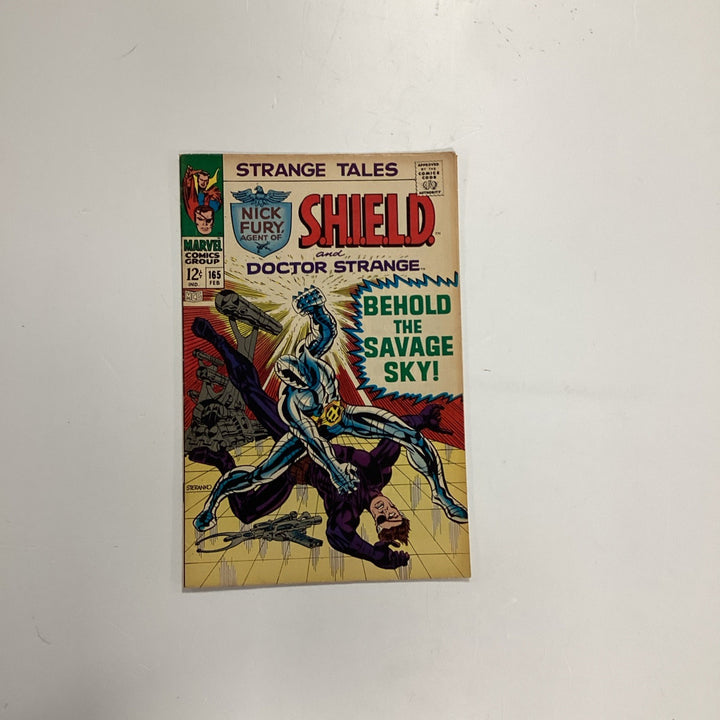 STRANGE TALES
APPROVED
BY THE
COMICS
CODE
AUTHORITY
NICK
FURY,
AGENT OF
S.H.I.E.L.D.
TM
and
DOCTOR STRANGE
MARVEL
COMICS
GROUP
12¢
IND.
165
FEB
BEHOLD
THE
SAVAGE
SKY!
STERANKO